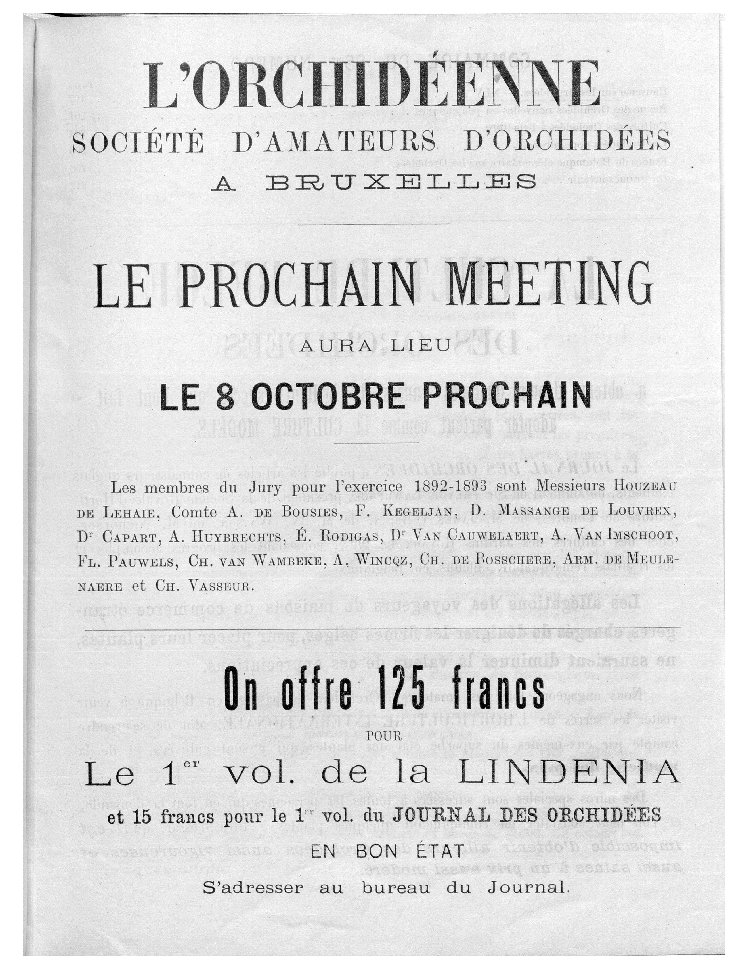 L'ORCHIDÉENNE
SOCIÉTÉ D'AMATEURS D'ORCHIDÉES
A BRUXELLES
LE PROCHAIN MEETING
AURA LIEU
LE 8 OCTOBRE PROCHAIN
Les membres du Jury pour l'exercice 1892-1893 sont Messieurs HOUZEAU
DE LEHAIE, Comte A. DE BOUSIES, F. KEGELJAN, D. MASSANGE DE LOUVREX,
Dr CAPART, A. HUYBRECHTS, É. RODIGAS, Dr VAN CAUWELAERT, A. VAN IMSCHOOT,
FL. PAUWELS, CH. VAN WAMBEKE, A. WINCQZ, CH. DE BOSSCHERE, ARM. DE MEULE-
NAERE et CH. VASSEUR.
On offre 125 francs
POUR
Le 1er vol. de la LINDENIA
et 15 francs pour le 1er vol. du JOURNAL DES ORCHIDÉES
EN BON ÉTAT
S'adresser au bureau du Journal.